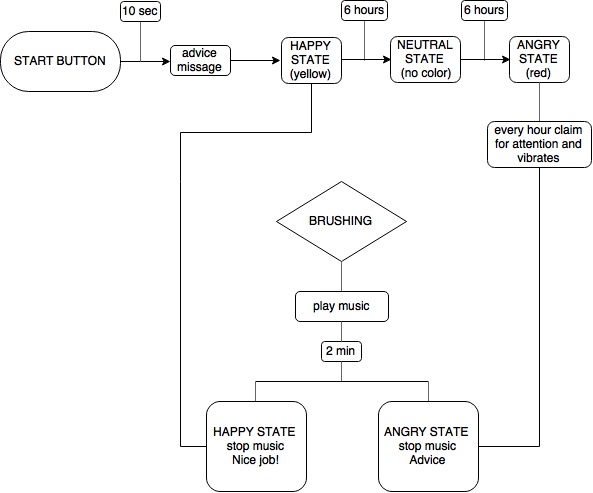 10 sec
6 hours
6 hours
START BUTTON
advice
missage
HAPPY
STATE
(yellow)
NEUTRAL
STATE
(no color)
ANGRY
STATE
(red)
every hour claim
for attention and
vibrates
BRUSHING
play music
2 min
HAPPY STATE
stop music
Nice job!
ANGRY STATE
stop music
Advice